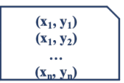 (x₁, y₁)
(x₁, y₂)
...
(xₙ, yₙ)